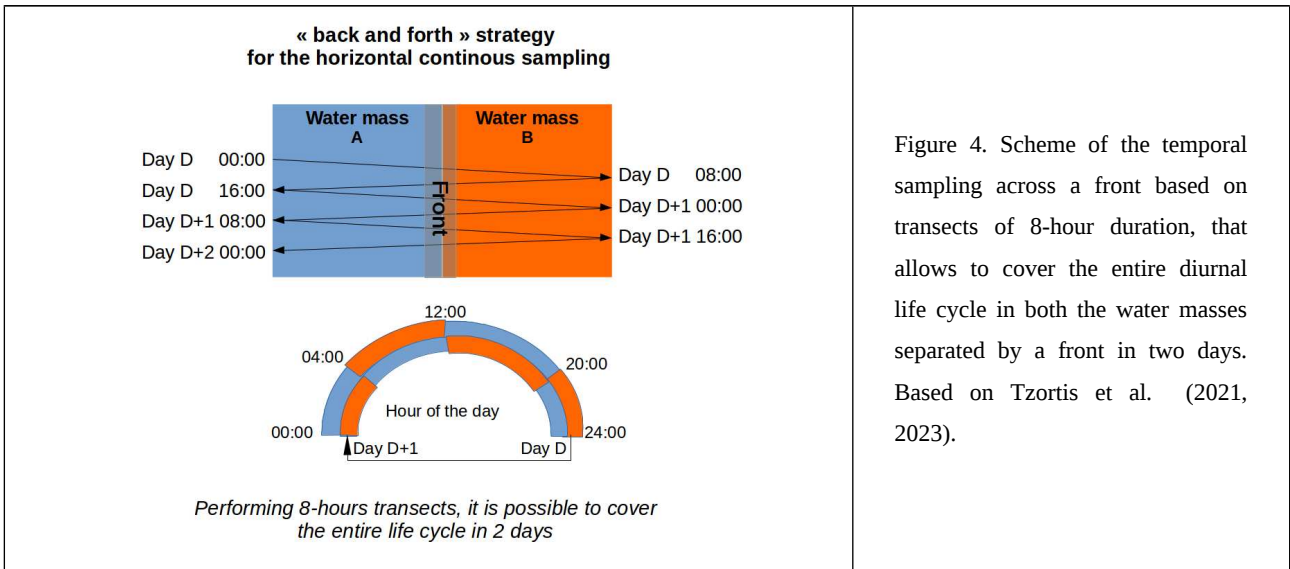 « back and forth » strategy
for the horizontal continous sampling
Water mass
A
Water mass
B
Front
Day D 00:00
Day D 16:00
Day D+1 08:00
Day D+2 00:00
Day D 08:00
Day D+1 00:00
Day D+1 16:00
12:00
04:00
20:00
Hour of the day
00:00
24:00
Day D+1
Day D
Performing 8-hours transects, it is possible to cover
the entire life cycle in 2 days
Figure 4. Scheme of the temporal
sampling across a front based on
transects of 8-hour duration, that
allows to cover the entire diurnal
life cycle in both the water masses
separated by a front in two days.
Based on Tzortis et al. (2021,
2023).